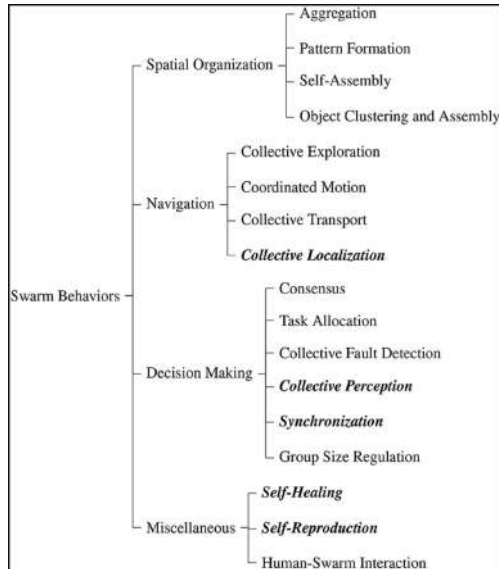 Swarm Behaviors
Spatial Organization
Aggregation
Pattern Formation
Self-Assembly
Object Clustering and Assembly
Navigation
Collective Exploration
Coordinated Motion
Collective Transport
Collective Localization
Decision Making
Consensus
Task Allocation
Collective Fault Detection
Collective Perception
Synchronization
Group Size Regulation
Miscellaneous
Self-Healing
Self-Reproduction
Human-Swarm Interaction